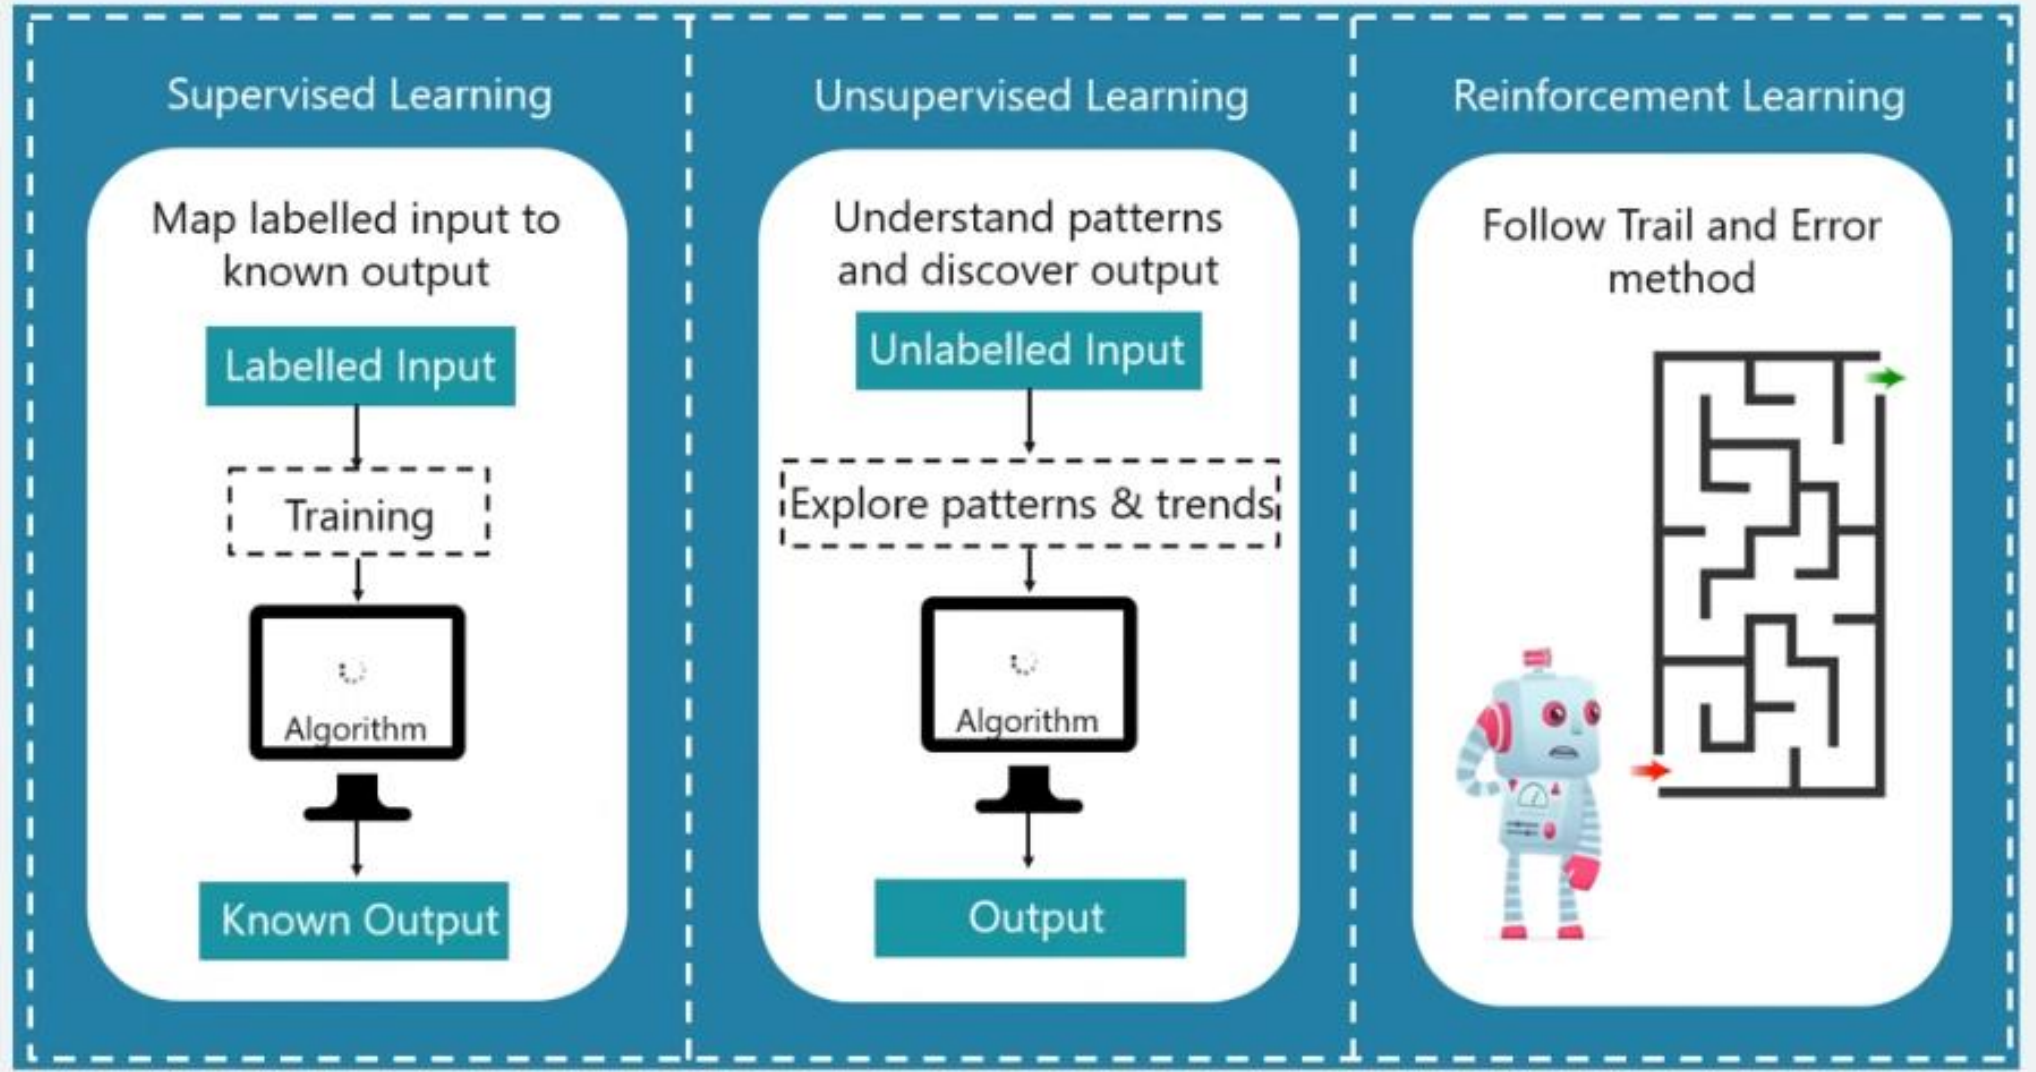 Supervised Learning
Map labelled input to
known output
Labelled Input
Training
Algorithm
Known Output
Unsupervised Learning
Understand patterns
and discover output
Unlabelled Input
Explore patterns & trends
Algorithm
Output
Reinforcement Learning
Follow Trail and Error
method